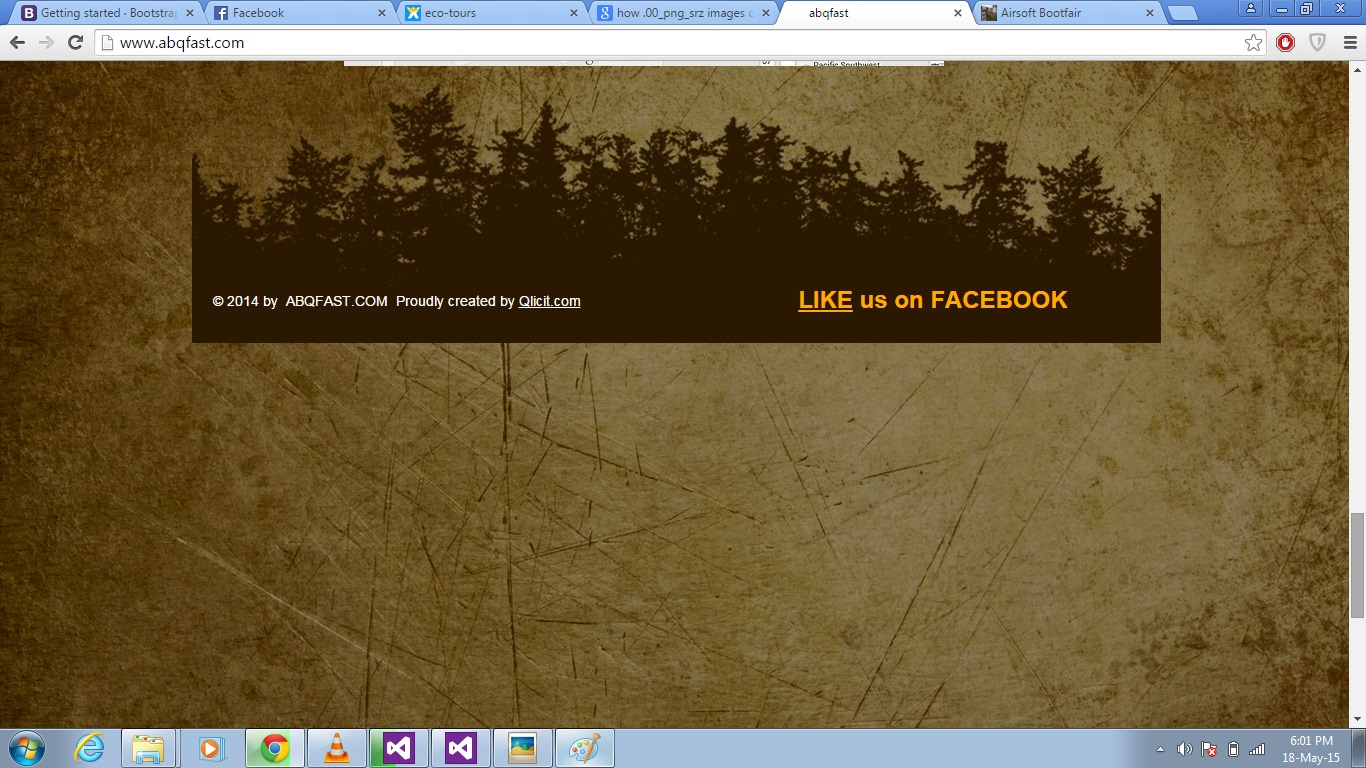 Getting started · Bootstrap
Facebook
eco-tours
how .00_png_srz images c
abqfast
Airsoft Bootfair
www.abqfast.com
Pacific Southwest
© 2014 by  ABQFAST.COM  Proudly created by Qlicit.com
LIKE us on FACEBOOK
6:01 PM
18-May-15